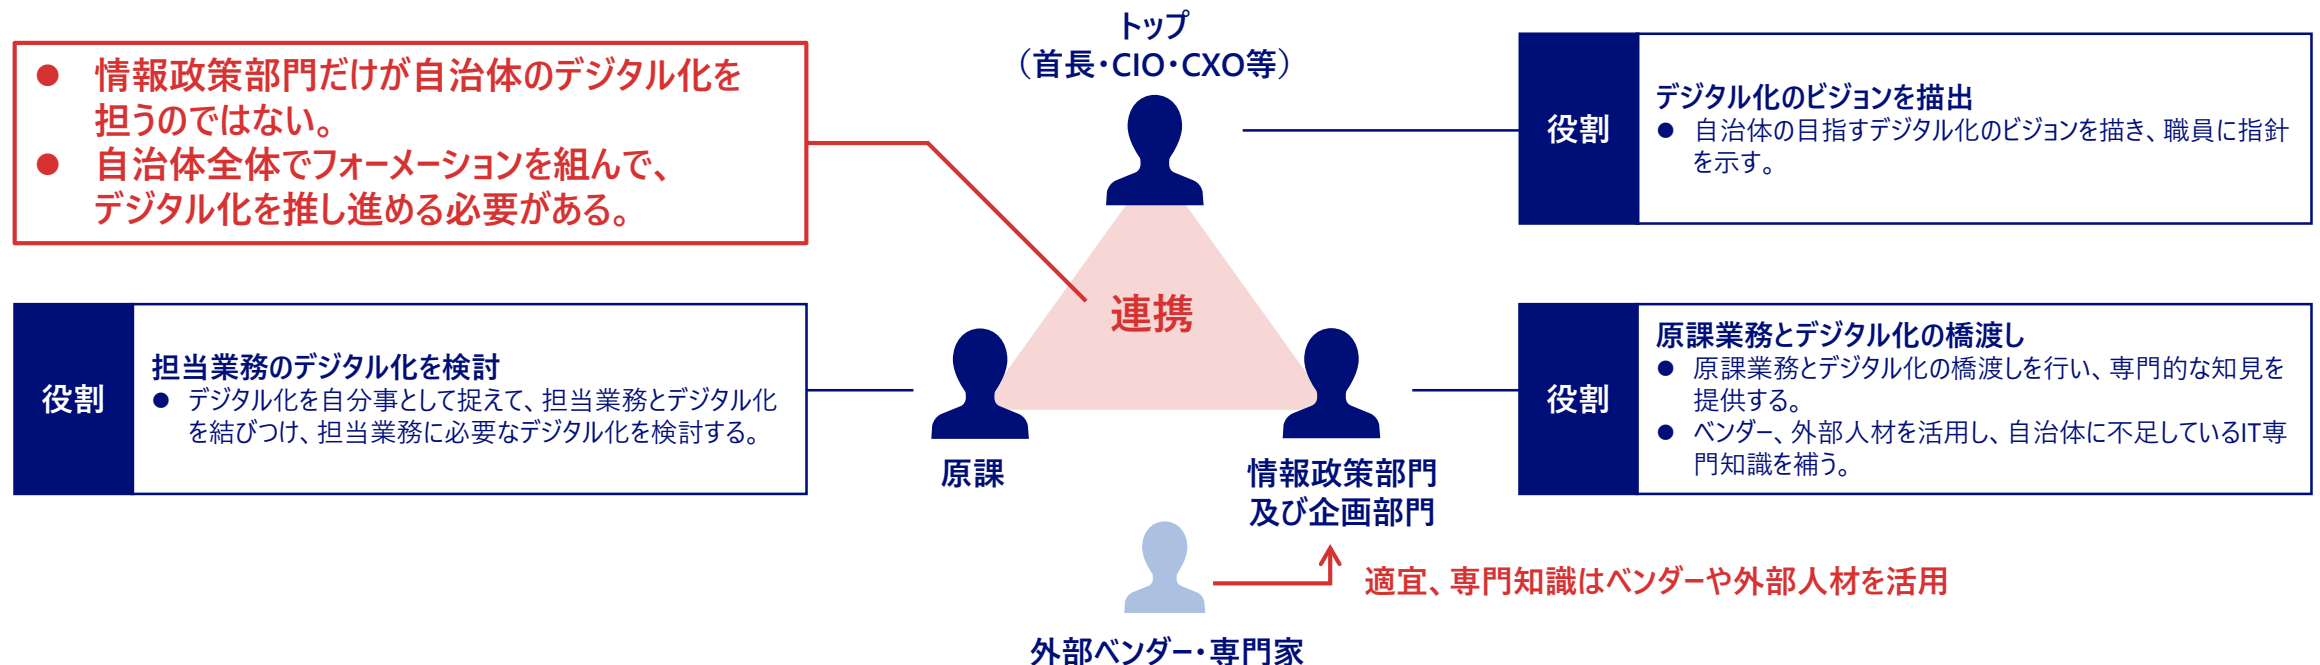 トップ
（首長・CIO・CXO等）
● 情報政策部門だけが自治体のデジタル化を
担うのではない。
● 自治体全体でフォーメーションを組んで、
デジタル化を推し進める必要がある。
役割
デジタル化のビジョンを描出
● 自治体の目指すデジタル化のビジョンを描き、職員に指針
を示す。
連携
役割
担当業務のデジタル化を検討
● デジタル化を自分事として捉えて、担当業務とデジタル化
を結びつけ、担当業務に必要なデジタル化を検討する。
役割
原課業務とデジタル化の橋渡し
● 原課業務とデジタル化の橋渡しを行い、専門的な知見を
提供する。
● ベンダー、外部人材を活用し、自治体に不足しているIT専
門知識を補う。
原課
情報政策部門
及び企画部門
適宜、専門知識はベンダーや外部人材を活用
外部ベンダー・専門家